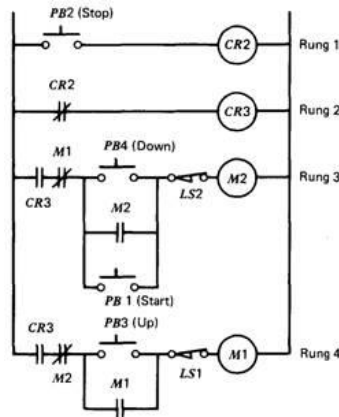 PB2 (Stop)
CR2
Rung 1
CR2
CR3
Rung 2
M1
PB4 (Down)
M2
Rung 3
CR3
LS2
M2
PB 1 (Start)
CR3
PB3 (Up)
M1
Rung 4
M2
LS1
M1